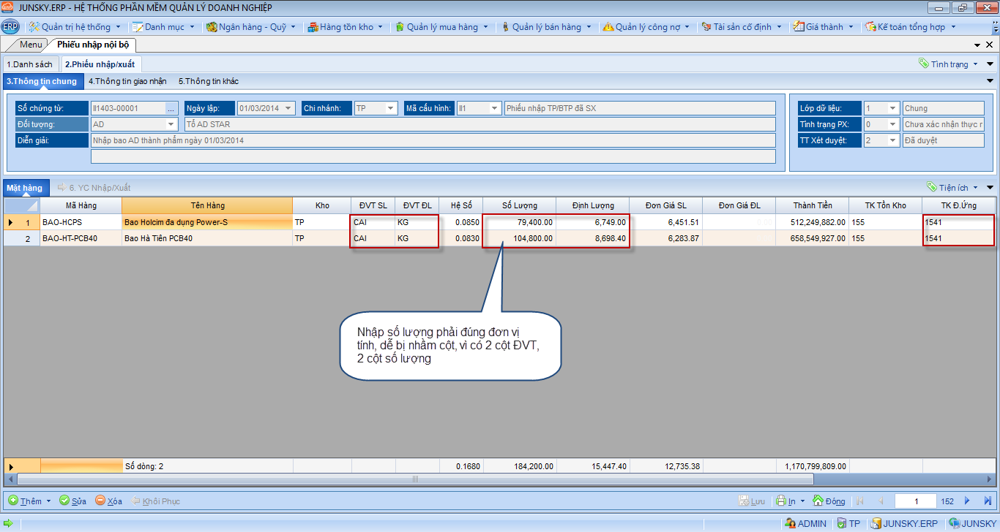 JUNSKY.ERP - HỆ THỐNG PHẦN MỀM QUẢN LÝ DOANH NGHIỆP
ERP Quản trị hệ thống Danh mục Ngân hàng - Quỹ Hàng tồn kho Quản lý mua hàng Quản lý bán hàng Quản lý công nợ Tài sản cố định Giá thành Kế toán tổng hợp
Menu Phiếu nhập nội bộ
1.Danh sách 2.Phiếu nhập/xuất Tình trạng
3.Thông tin chung 4.Thông tin giao nhận 5.Thông tin khác
Số chứng từ: II1403-00001 ... Ngày lập: 01/03/2014 Chi nhánh: TP Mã cấu hình: II1 Phiếu nhập TP/BTP đã SX Lớp dữ liệu: 1 Chung
Đối tượng: AD Tổ AD STAR Tình trạng PX: 0 Chưa xác nhận thực
Diễn giải: Nhập bao AD thành phẩm ngày 01/03/2014 TT Xét duyệt: 2 Đã duyệt
Mặt hàng 6. YC Nhập/Xuất Tiện ích
Mã Hàng Tên Hàng Kho ĐVT SL ĐVT ĐL Hệ Số Số Lượng Định Lượng Đơn Giá SL Đơn Giá ĐL Thành Tiền TK Tồn Kho TK Đ.Ứng
1 BAO-HCPS Bao Holcim đa dụng Power-S TP CAI KG 0.0850 79,400.00 6,749.00 6,451.51 512,249,882.00 155 1541
2 BAO-HT-PCB40 Bao Hà Tiên PCB40 TP CAI KG 0.0830 104,800.00 8,698.40 6,283.87 658,549,927.00 155 1541
Nhập số lượng phải đúng đơn vị
tính, dễ bị nhầm cột, vì có 2 cột ĐVT,
2 cột số lượng
Số dòng: 2 0.1680 184,200.00 15,447.40 12,735.38 1,170,799,809.00
Thêm Sửa Xóa Khôi Phục Lưu In Đóng 1 152
ADMIN TP JUNSKY.ERP JUNSKY